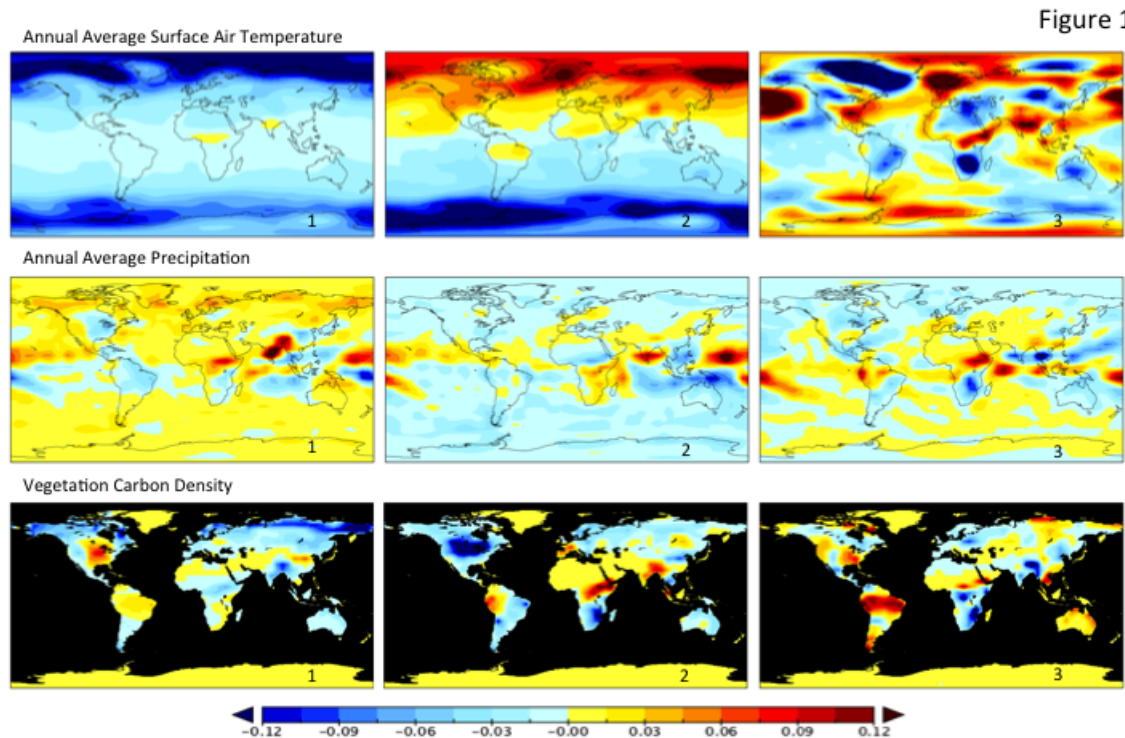 Figure 1
Annual Average Surface Air Temperature
1 2 3
Annual Average Precipitation
1 2 3
Vegetation Carbon Density
1 2 3
-0.12 -0.09 -0.06 -0.03 -0.00 0.03 0.06 0.09 0.12